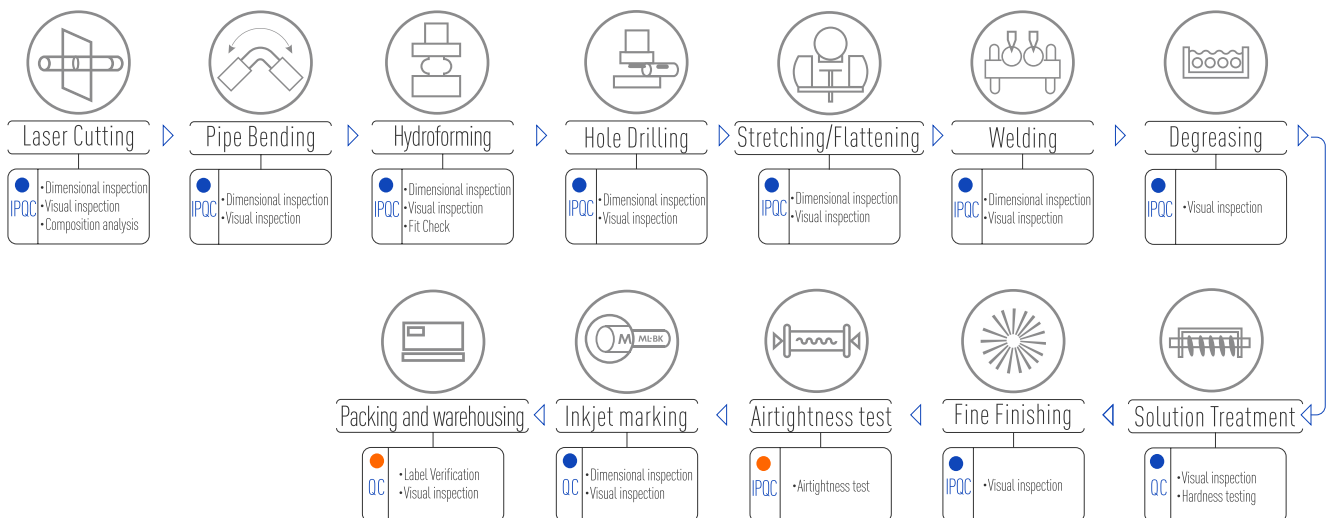 Laser Cutting
Pipe Bending
Hydroforming
Hole Drilling
Stretching/Flattening
Welding
Degreasing
IPQC
•Dimensional inspection
•Visual inspection
•Composition analysis
IPQC
•Dimensional inspection
•Visual inspection
IPQC
•Dimensional inspection
•Visual inspection
•Fit Check
IPQC
•Dimensional inspection
•Visual inspection
IPQC
•Dimensional inspection
•Visual inspection
IPQC
•Dimensional inspection
•Visual inspection
IPQC
•Visual inspection
M ML-BK
Packing and warehousing
Inkjet marking
Airtightness test
Fine Finishing
Solution Treatment
QC
•Label Verification
•Visual inspection
QC
•Dimensional inspection
•Visual inspection
IPQC
•Airtightness test
IPQC
•Visual inspection
QC
•Visual inspection
•Hardness testing